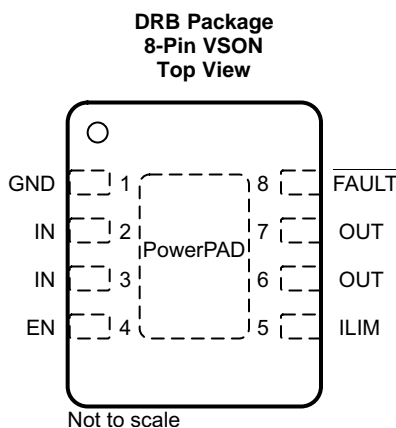 DRB Package
8-Pin VSON
Top View
GND 1 8 FAULT
IN 2 7 OUT
PowerPAD
IN 3 6 OUT
EN 4 5 ILIM
Not to scale